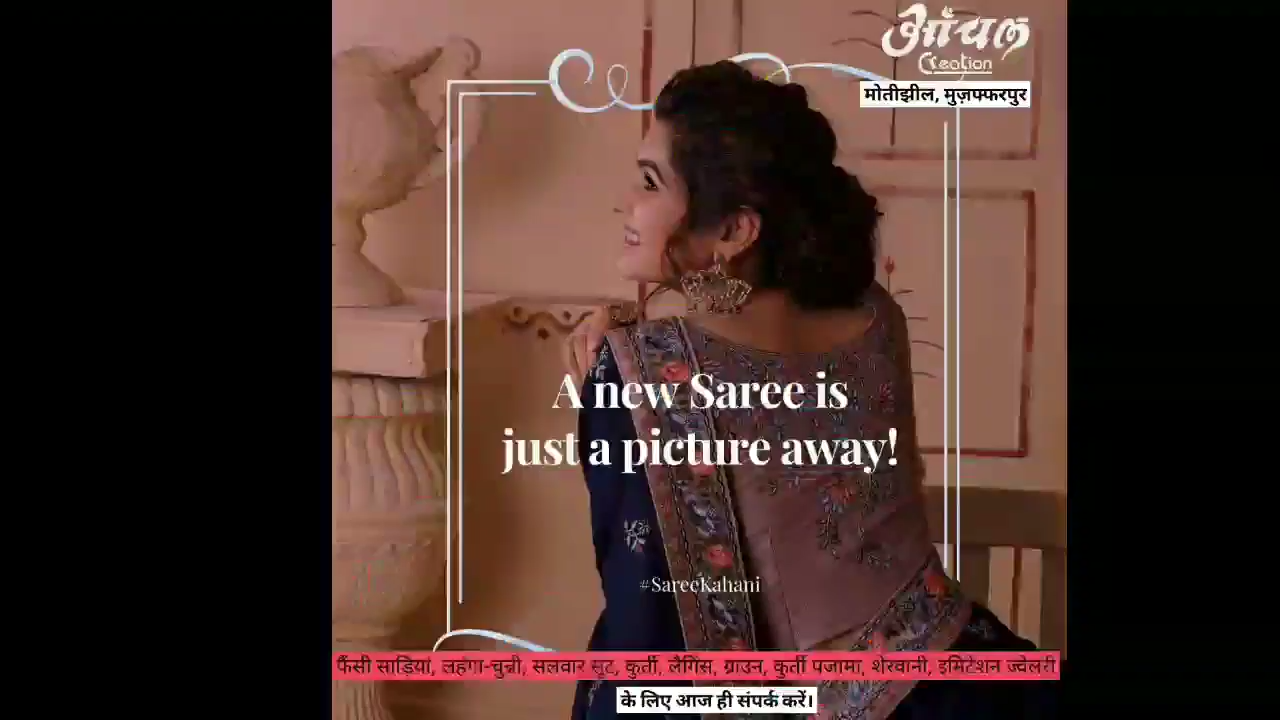 आँचल
Creation
मोतीझील, मुज़फ्फरपुर
A new Saree is
just a picture away!
#SareeKahani
फैंसी साड़ियां, लहंगा-चुन्नी, सलवार सूट, कुर्ती, लैगिंस, ग्राउन, कुर्ती पजामा, शेरवानी, इमिटेशन ज्वेलरी
के लिए आज ही संपर्क करें।